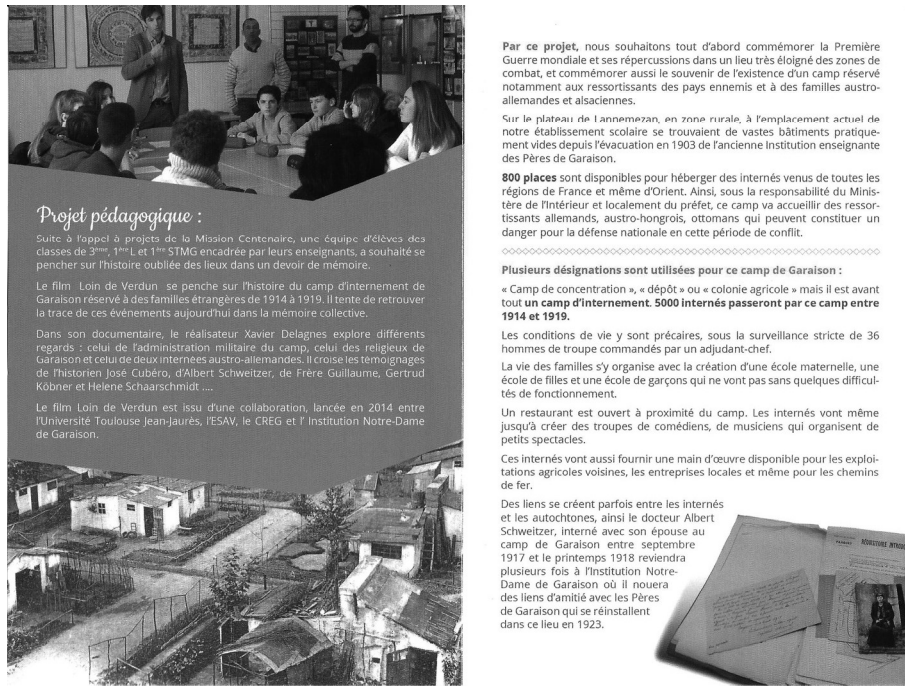 Projet pédagogique :
Suite à l'appel à projets de la Mission Centenaire, une équipe d'élèves des
classes de 3ème, 1ère L et 1ère STMG encadrée par leurs enseignants, a souhaité se
pencher sur l'histoire oubliée des lieux dans un devoir de mémoire.
Le film Loin de Verdun se penche sur l'histoire du camp d'internement de
Garaison réservé à des familles étrangères de 1914 à 1919. Il tente de retrouver
la trace de ces événements aujourd'hui dans la mémoire collective.
Dans son documentaire, le réalisateur Xavier Delagnes explore différents
regards : celui de l'administration militaire du camp, celui des religieux de
Garaison et celui de deux internées austro-allemandes. Il croise les témoignages
de l'historien José Cubéro, d'Albert Schweitzer, de Frère Guillaume, Gertrud
Köbner et Helene Schaarschmidt ....
Le film Loin de Verdun est issu d'une collaboration, lancée en 2014 entre
l'Université Toulouse Jean-Jaurès, l'ESAV, le CREG et l' Institution Notre-Dame
de Garaison.
Par ce projet, nous souhaitons tout d'abord commémorer la Première
Guerre mondiale et ses répercussions dans un lieu très éloigné des zones de
combat, et commémorer aussi le souvenir de l'existence d'un camp réservé
notamment aux ressortissants des pays ennemis et à des familles austro-
allemandes et alsaciennes.
Sur le plateau de Lannemezan, en zone rurale, à l'emplacement actuel de
notre établissement scolaire se trouvaient de vastes bâtiments pratique-
ment vides depuis l'évacuation en 1903 de l'ancienne Institution enseignante
des Pères de Garaison.
800 places sont disponibles pour héberger des internés venus de toutes les
régions de France et même d'Orient. Ainsi, sous la responsabilité du Minis-
tère de l'Intérieur et localement du préfet, ce camp va accueillir des ressor-
tissants allemands, austro-hongrois, ottomans qui peuvent constituer un
danger pour la défense nationale en cette période de conflit.
Plusieurs désignations sont utilisées pour ce camp de Garaison :
« Camp de concentration », « dépôt » ou « colonie agricole » mais il est avant
tout un camp d'internement. 5000 internés passeront par ce camp entre
1914 et 1919.
Les conditions de vie y sont précaires, sous la surveillance stricte de 36
hommes de troupe commandés par un adjudant-chef.
La vie des familles s'y organise avec la création d'une école maternelle, une
école de filles et une école de garçons qui ne vont pas sans quelques difficul-
tés de fonctionnement.
Un restaurant est ouvert à proximité du camp. Les internés vont même
jusqu'à créer des troupes de comédiens, de musiciens qui organisent de
petits spectacles.
Ces internés vont aussi fournir une main d'œuvre disponible pour les exploi-
tations agricoles voisines, les entreprises locales et même pour les chemins
de fer.
Des liens se créent parfois entre les internés
et les autochtones, ainsi le docteur Albert
Schweitzer, interné avec son épouse au
camp de Garaison entre septembre
1917 et le printemps 1918 reviendra
plusieurs fois à l'Institution Notre-
Dame de Garaison où il nouera
des liens d'amitié avec les Pères
de Garaison qui se réinstallent
dans ce lieu en 1923.